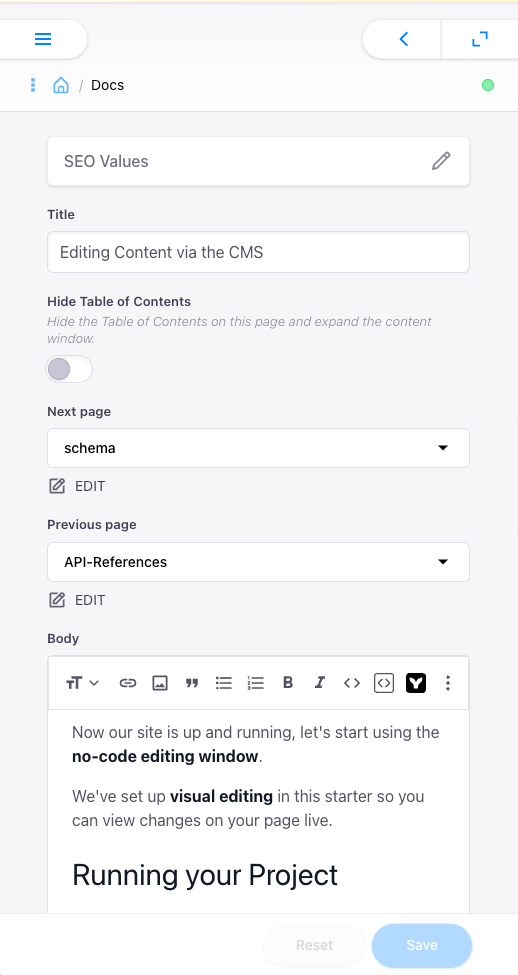 / Docs
SEO Values
Title
Editing Content via the CMS
Hide Table of Contents
Hide the Table of Contents on this page and expand the content
window.
Next page
schema
EDIT
Previous page
API-References
EDIT
Body
Now our site is up and running, let's start using the
no-code editing window.
We've set up visual editing in this starter so you
can view changes on your page live.
Running your Project
Reset Save